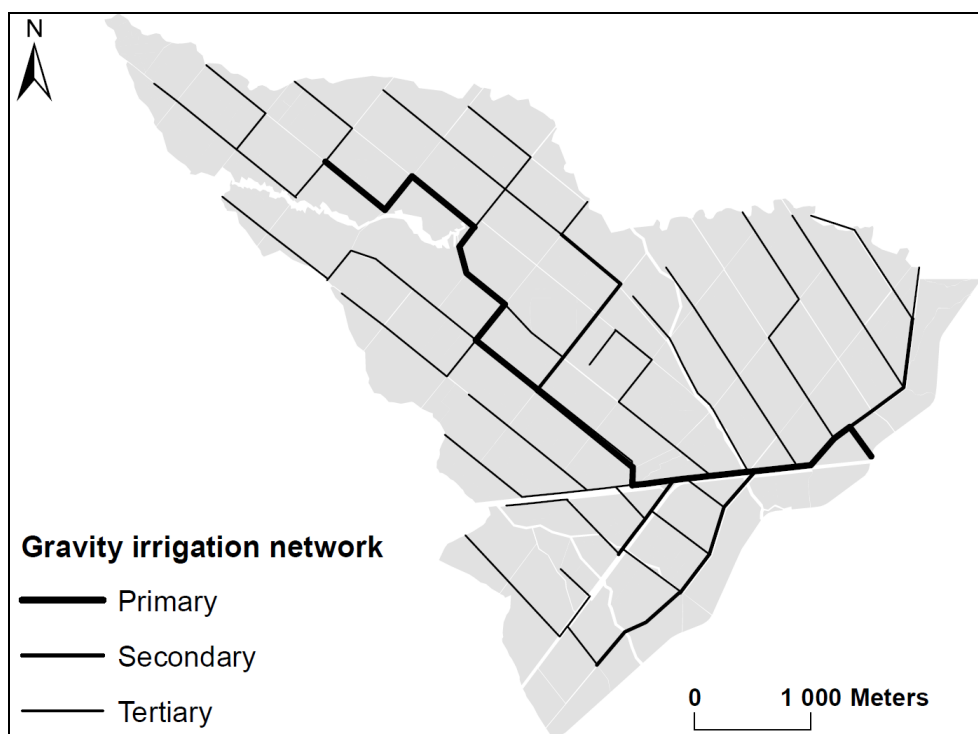 N
Gravity irrigation network
Primary
Secondary
Tertiary
0 1 000 Meters